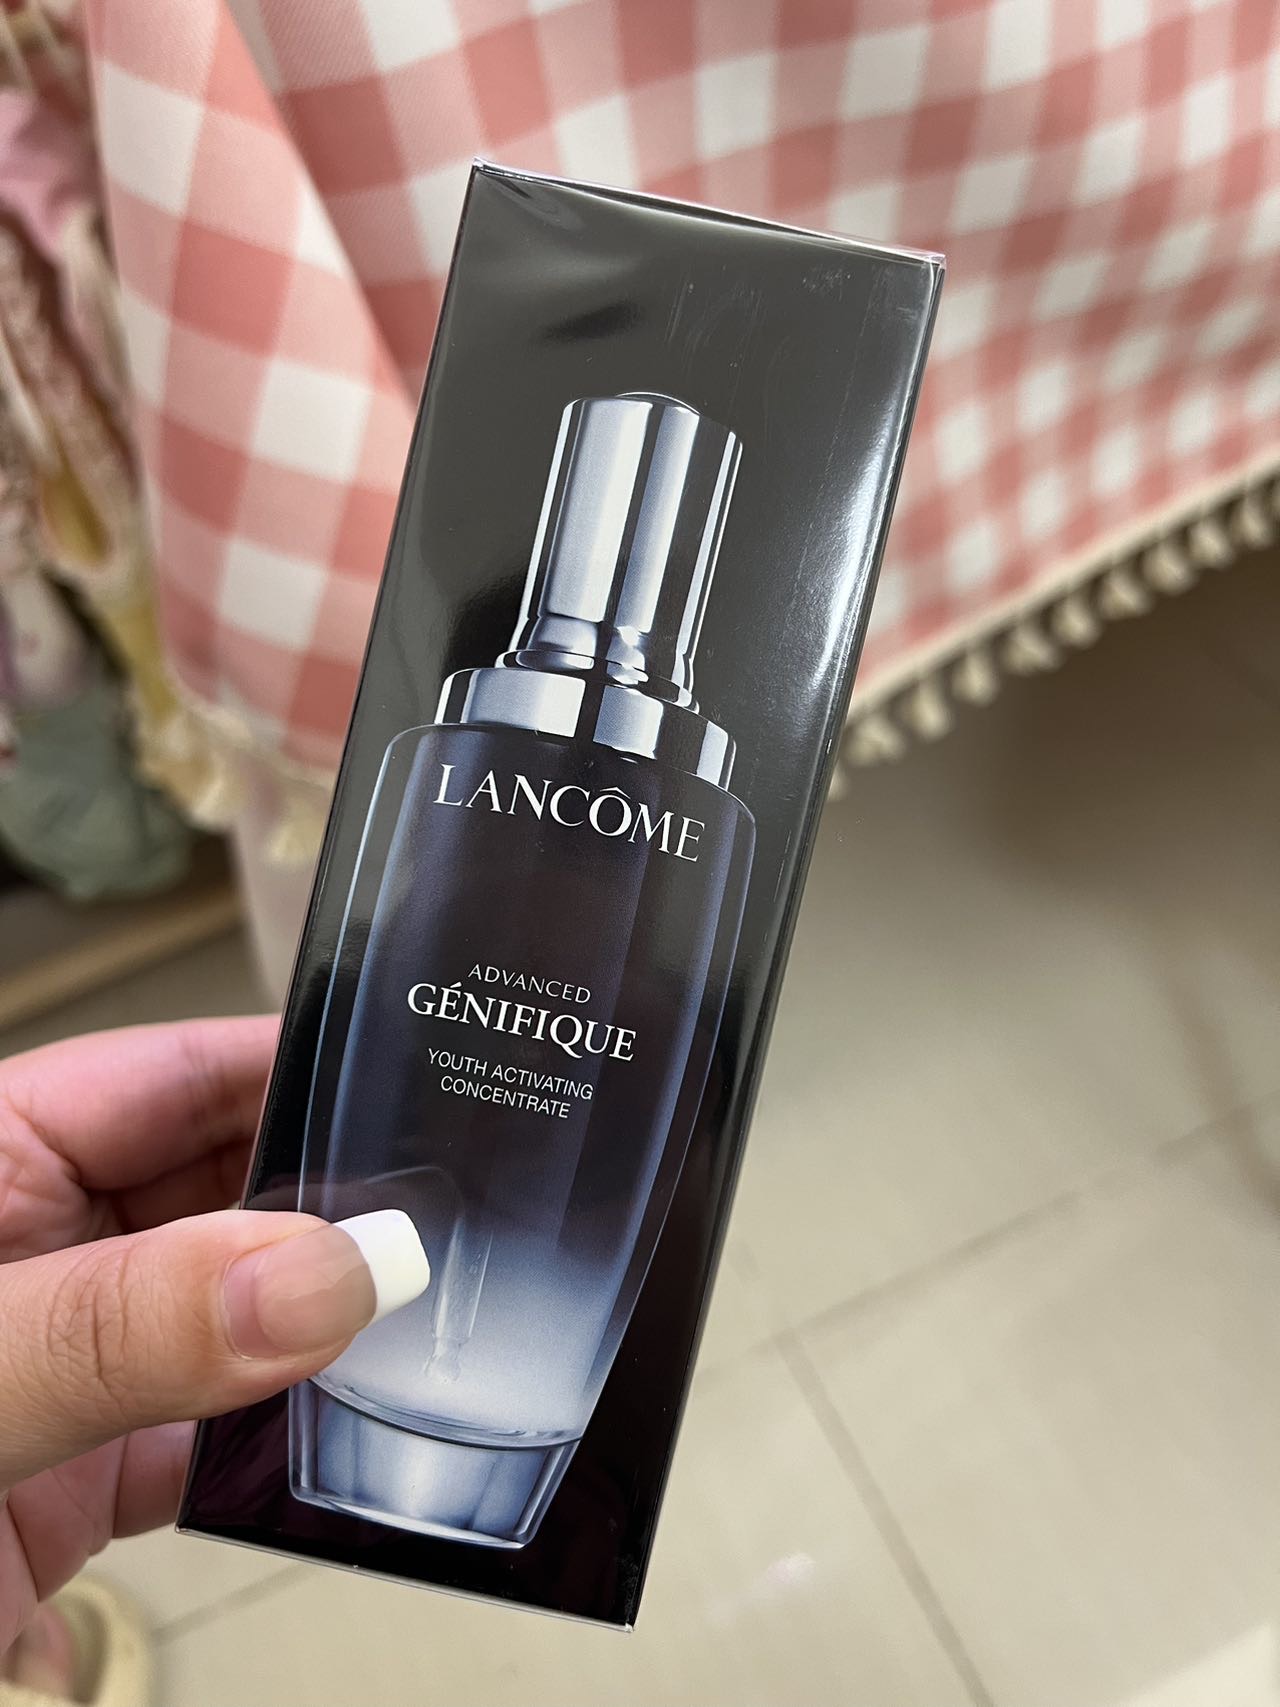 LANCÔME
ADVANCED
GÉNIFIQUE
YOUTH ACTIVATING
CONCENTRATE